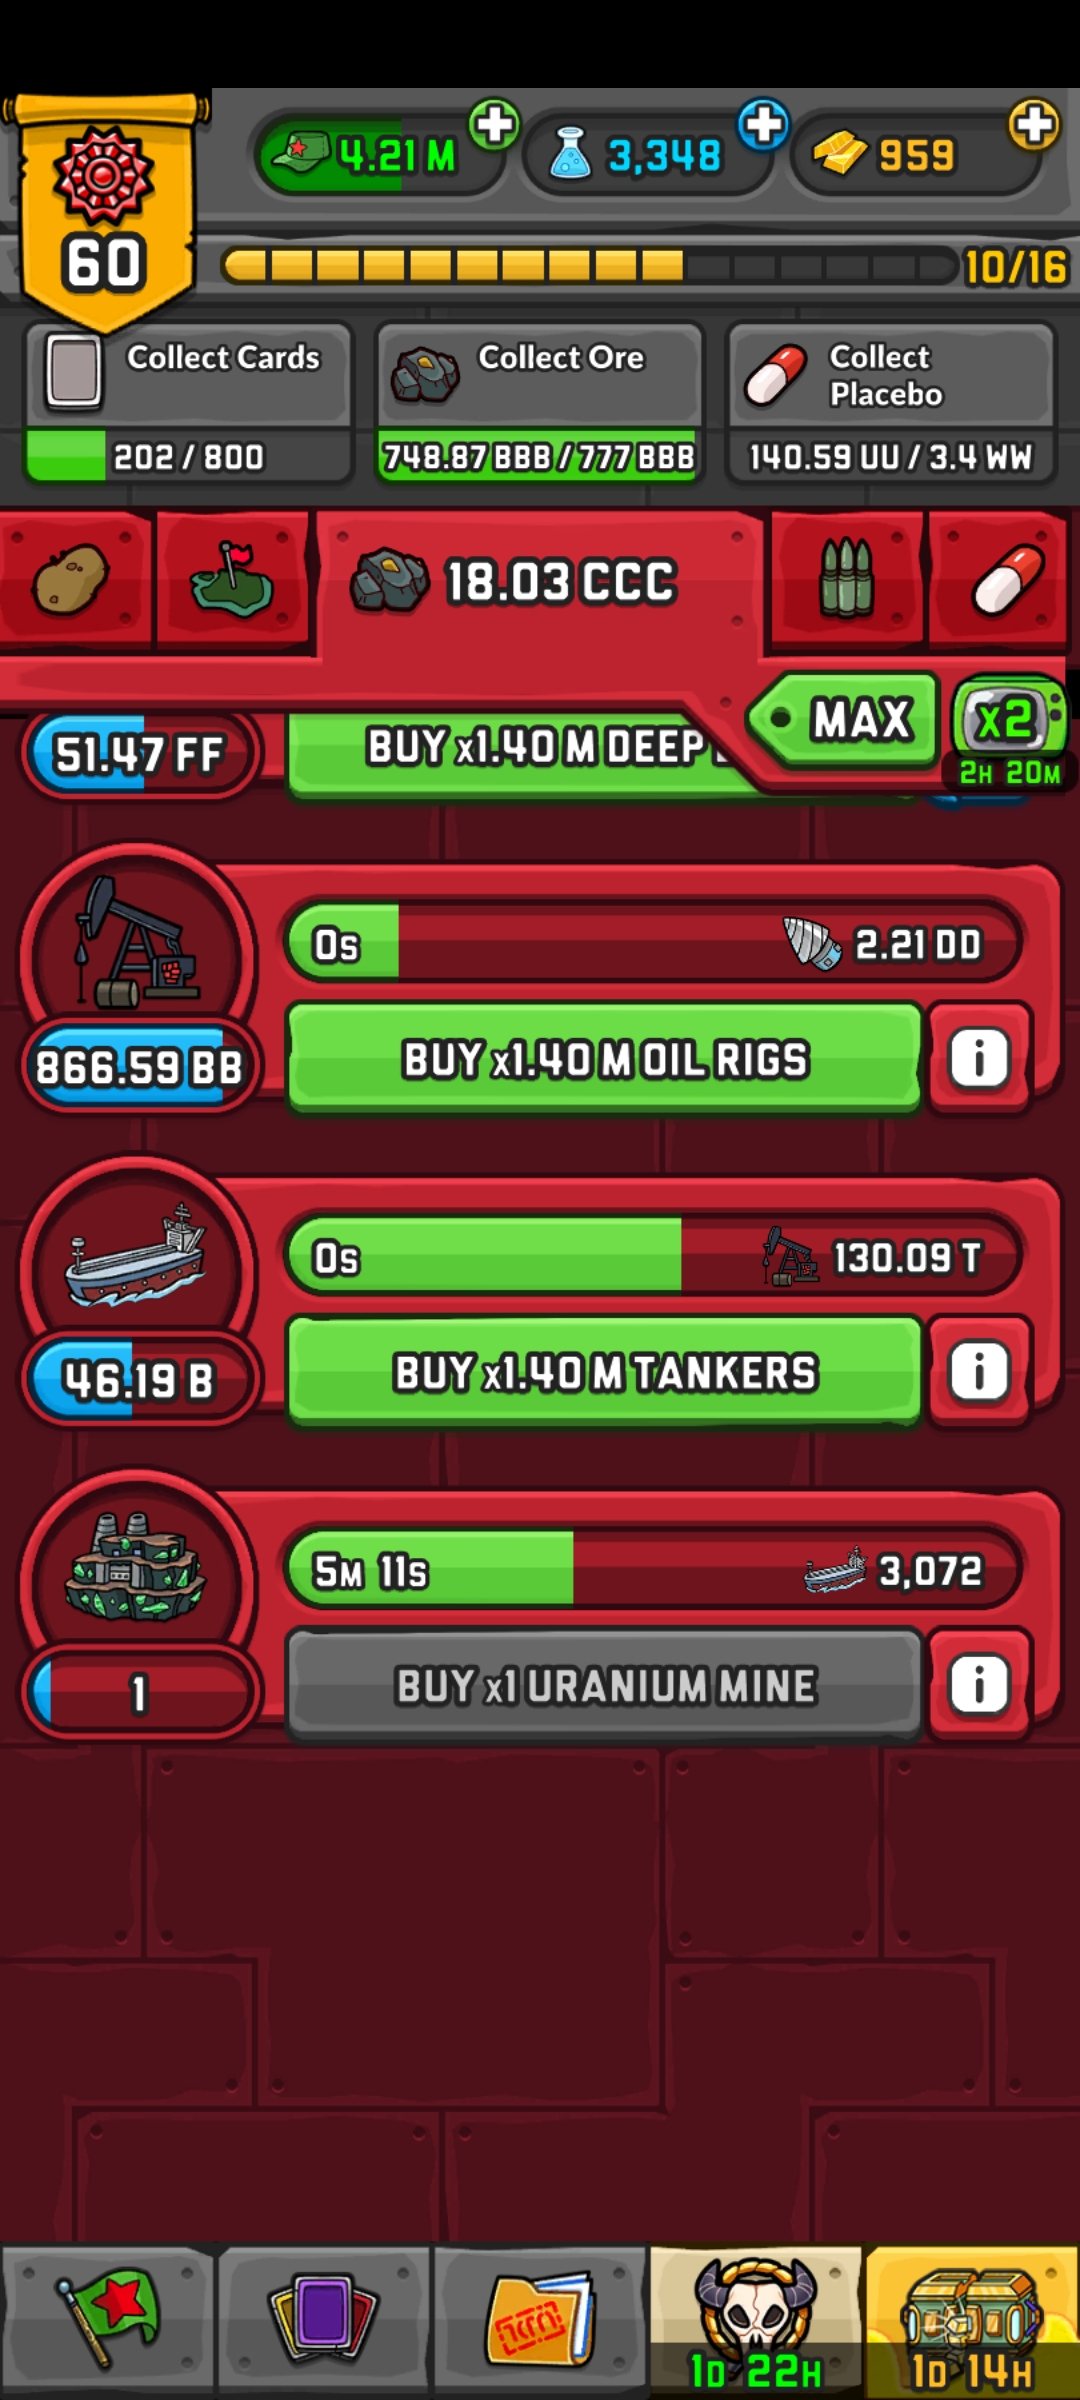 4.21 M
3,348
959
60
10/16
Collect Cards
202 / 800
Collect Ore
748.87 BBB / 777 BBB
Collect
Placebo
140.59 UU / 3.4 WW
18.03 CCC
MAX
x2
2H 20M
51.47 FF
BUY x1.40 M DEEP
0s
2.21 DD
866.59 BB
BUY x1.40 M OIL RIGS
i
0s
130.09 T
46.19 B
BUY x1.40 M TANKERS
i
5M 11s
3,072
1
BUY x1 URANIUM MINE
i
1D 22H
1D 14H